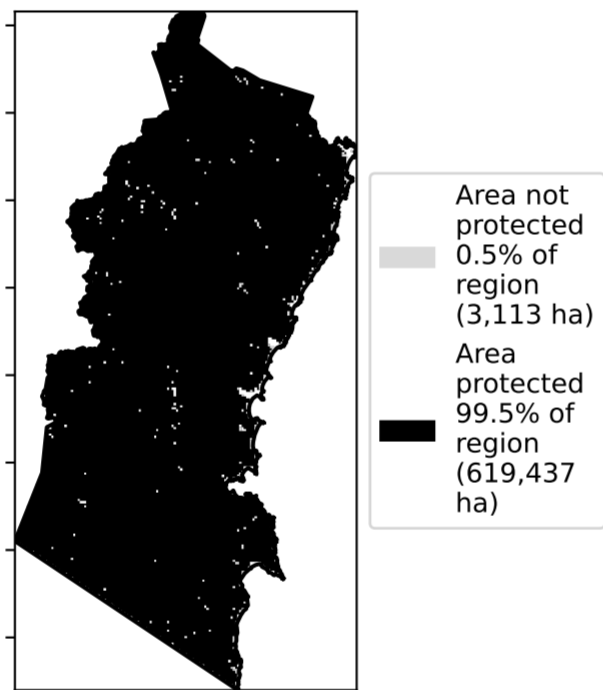 Area not
protected
0.5% of
region
(3,113 ha)
Area
protected
99.5% of
region
(619,437
ha)